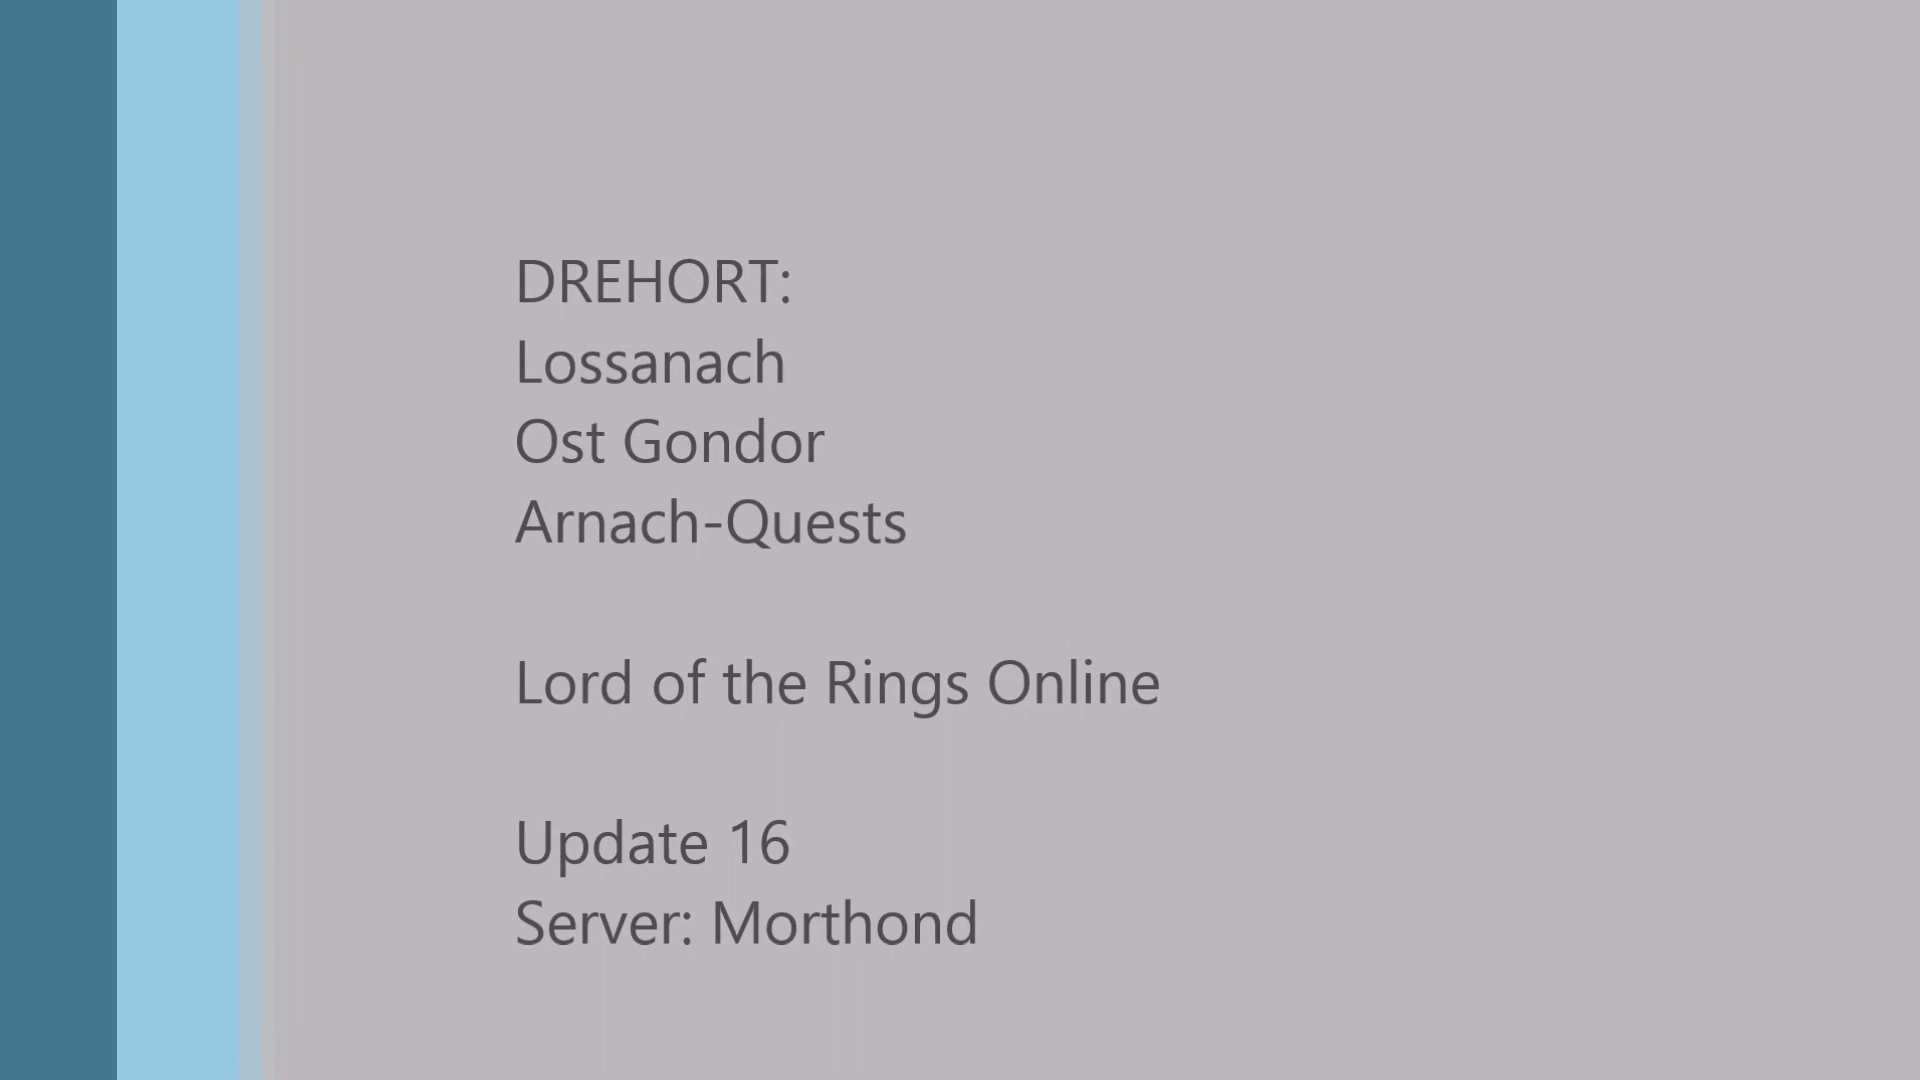 DREHORT:
Lossanach
Ost Gondor
Arnach-Quests
Lord of the Rings Online
Update 16
Server: Morthond